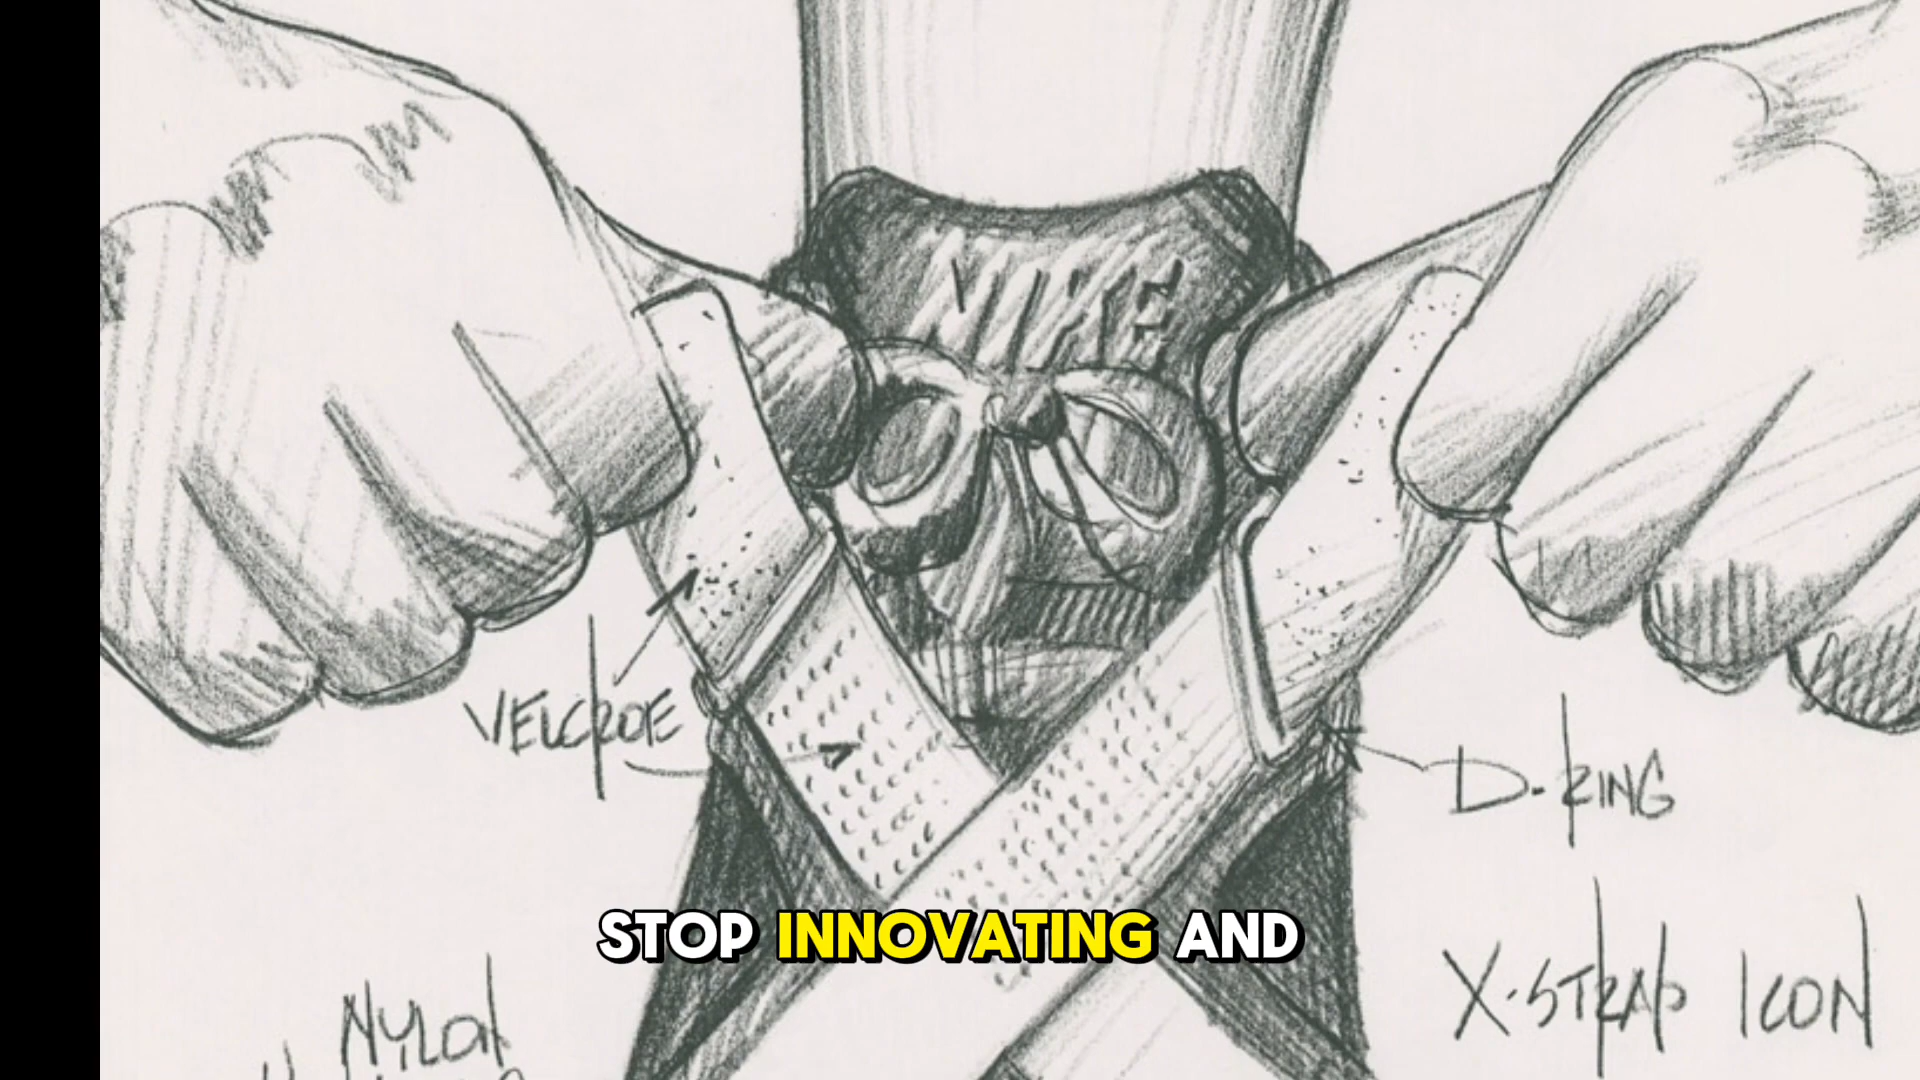 NIKE
VELCROE
D-RING
STOP INNOVATING AND
X-STRAP ICON
NYLON